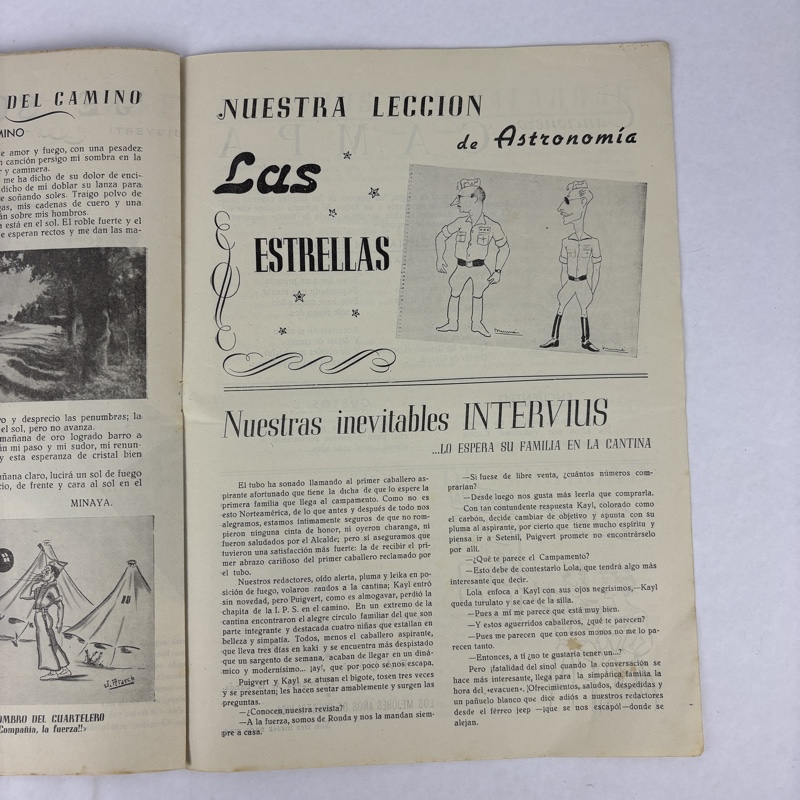 DEL CAMINO
MINO
e amor y fuego, con una pesadez
n canción persigo mi sombra en la
r y caminera.
me ha dicho de su dolor de enci-
dicho de mi doblar su lanza para
e soñando soles. Traigo polvo de
gas, mis cadenas de cuero y una
án sobre mis hombros.
a está en el sol. El roble fuerte y el
e esperan rectos y me dan las ma-
o y desprecio las penumbras; la
el sol, pero no avanza.
mañana de oro logrado barro a
án mi paso y mi sudor, mi renun-
y esta esperanza de cristal bien
ñana claro, lucirá un sol de fuego
cio, de frente y cara al sol en el
MINAYA.
OMBRO DEL CUARTELERO
Compañía, la fuerza!!»
NUESTRA LECCION
de Astronomía
Las
ESTRELLAS
Nuestras inevitables INTERVIUS
...LO ESPERA SU FAMILIA EN LA CANTINA
El tubo ha sonado llamando al primer caballero as-
pirante afortunado que tiene la dicha de que lo espere la
primera familia que llega al campamento. Como no es
esto Norteamérica, de lo que antes y después de todo nos
alegramos, estamos íntimamente seguros de que no rom-
pieron ninguna cinta de honor, ni oyeron charanga, ni
fueron saludados por el Alcalde; pero sí aseguramos que
tuvieron una satisfacción más fuerte: la de recibir el pri-
mer abrazo cariñoso del primer caballero reclamado por
el tubo.
Nuestros redactores, oído alerta, pluma y leika en po-
sición de fuego, volaron raudos a la cantina; Kayl entró
sin novedad, pero Puigvert, como es almogavar, perdió la
chapita de la I. P. S. en el camino. En un extremo de la
cantina encontraron el alegre círculo familiar del que son
parte integrante y destacada cuatro niñas que estallan en
belleza y simpatía. Todos, menos el caballero aspirante,
que lleva tres días en kaki y se encuentra más despistado
que un sargento de semana, acaban de llegar en un diná-
mico y modernísimo... ¡ay!, que por poco se nos escapa.
Puigvert y Kayl se atusan el bigote, tosen tres veces
y se presentan; les hacen sentar amablemente y surgen las
preguntas.
—¿Conocen nuestra revista?
—A la fuerza, somos de Ronda y nos la mandan siem-
pre a casa.
—Si fuese de libre venta, ¿cuántos números com-
prarían?
—Desde luego nos gusta más leerla que comprarla.
Con tan contundente respuesta Kayl, colorado como
el carbón, decide cambiar de objetivo y apunta con su
pluma al aspirante, por cierto que tiene mucho espíritu y
piensa ir a Setenil, Puigvert promete no encontrárselo
por allí.
—¿Qué te parece el Campamento?
—Esto debe de contestarlo Lola, que tendrá algo más
interesante que decir.
Lola enfoca a Kayl con sus ojos negrísimos,—Kayl
queda turulato y se cae de la silla.
—Pues a mí me parece que está muy bien.
—Y estos aguerridos caballeros, ¿qué te parecen?
—Pues me parecen que con esos monos no me lo pa-
recen tanto.
—Entonces, a tí ¿no te gustaría tener un...?
Pero ¡fatalidad del sino! cuando la conversación se
hace más interesante, llega para la simpática familia la
hora del «evacuen». ¡Ofrecimientos, saludos, despedidas y
un pañuelo blanco que dice adiós a nuestros redactores
desde el férreo jeep —¡que se nos escapó!—donde se
alejan.